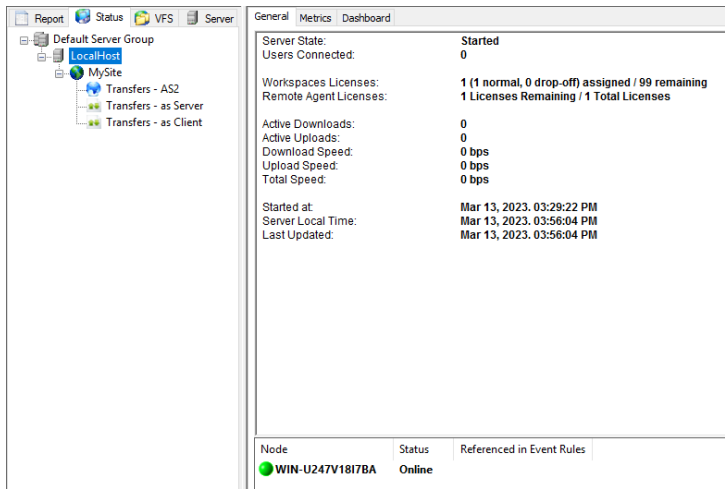 Report Status VFS Server
Default Server Group
LocalHost
MySite
Transfers - AS2
Transfers - as Server
Transfers - as Client
General Metrics Dashboard
Server State: Started
Users Connected: 0
Workspaces Licenses: 1 (1 normal, 0 drop-off) assigned / 99 remaining
Remote Agent Licenses: 1 Licenses Remaining / 1 Total Licenses
Active Downloads: 0
Active Uploads: 0
Download Speed: 0 bps
Upload Speed: 0 bps
Total Speed: 0 bps
Started at: Mar 13, 2023. 03:29:22 PM
Server Local Time: Mar 13, 2023. 03:56:04 PM
Last Updated: Mar 13, 2023. 03:56:04 PM
Node Status Referenced in Event Rules
WIN-U247V18I7BA Online